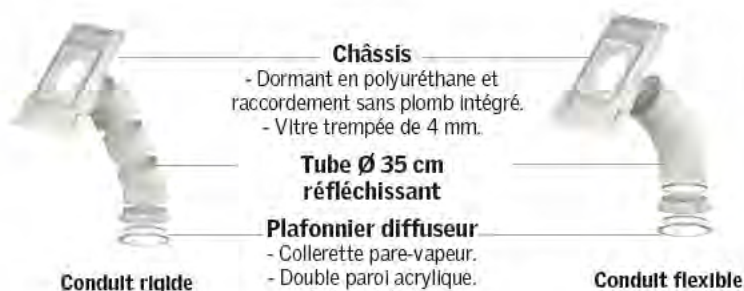 Châssis
- Dormant en polyuréthane et
raccordement sans plomb intégré.
- Vitre trempée de 4 mm.
Tube Ø 35 cm
réfléchissant
Plafonnier diffuseur
- Collerette pare-vapeur.
- Double paroi acrylique.
Conduit rigide
Conduit flexible